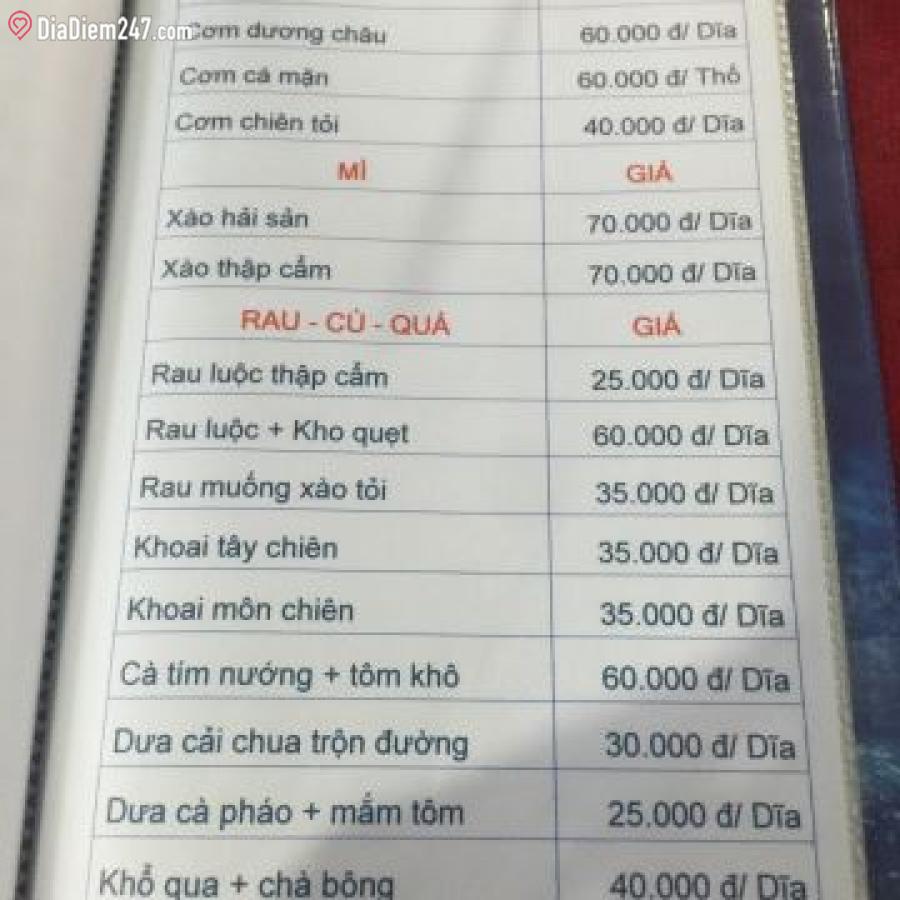 DiaDiem247.com
Cơm dương châu 60.000 đ/ Dĩa
Cơm cá mặn 60.000 đ/ Thố
Cơm chiên tỏi 40.000 đ/ Dĩa
MÌ GIÁ
Xào hải sản 70.000 đ/ Dĩa
Xào thập cẩm 70.000 đ/ Dĩa
RAU - CỦ - QUẢ GIÁ
Rau luộc thập cẩm 25.000 đ/ Dĩa
Rau luộc + Kho quẹt 60.000 đ/ Dĩa
Rau muống xào tỏi 35.000 đ/ Dĩa
Khoai tây chiên 35.000 đ/ Dĩa
Khoai môn chiên 35.000 đ/ Dĩa
Cà tím nướng + tôm khô 60.000 đ/ Dĩa
Dưa cải chua trộn đường 30.000 đ/ Dĩa
Dưa cà pháo + mắm tôm 25.000 đ/ Dĩa
Khổ qua + chà bông 40.000 đ/ Dĩa